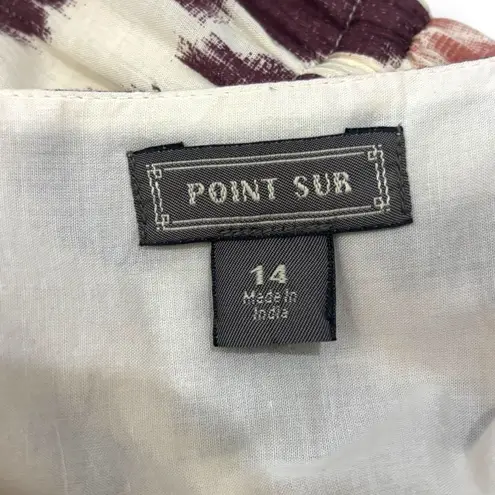 POINT SUR
14
Made In
India